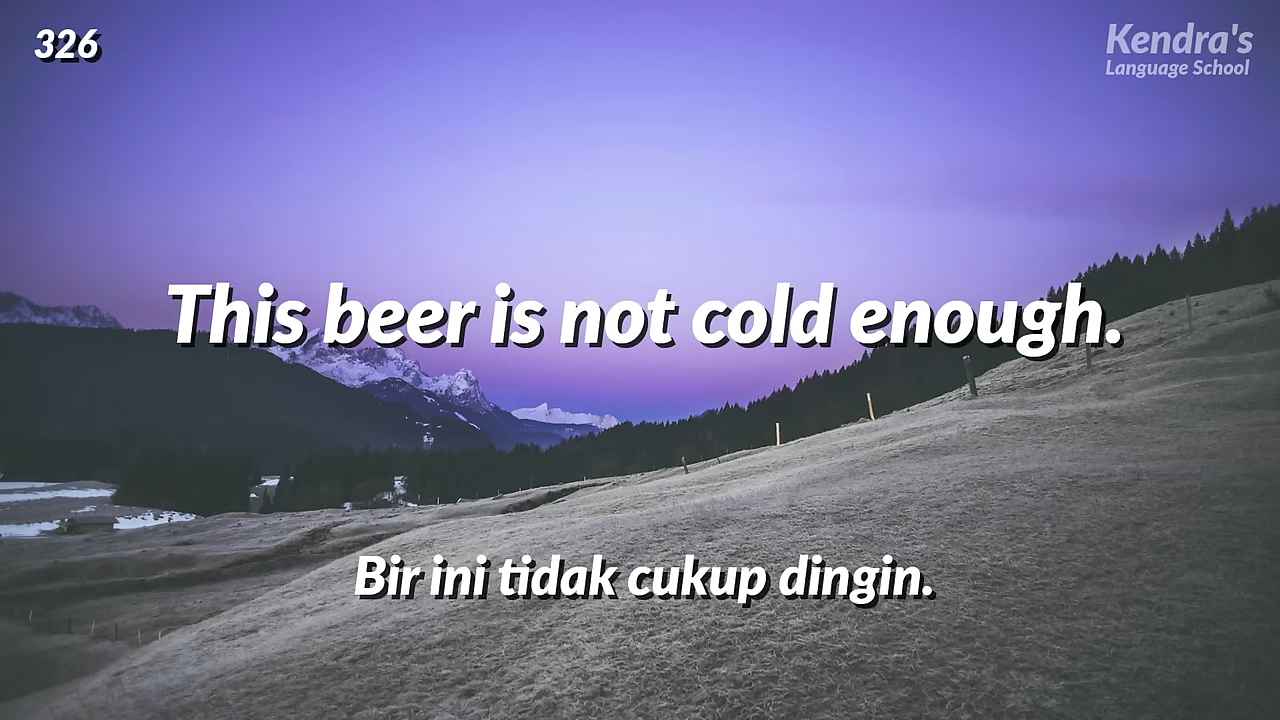 326
Kendra's
Language School
This beer is not cold enough.
Bir ini tidak cukup dingin.